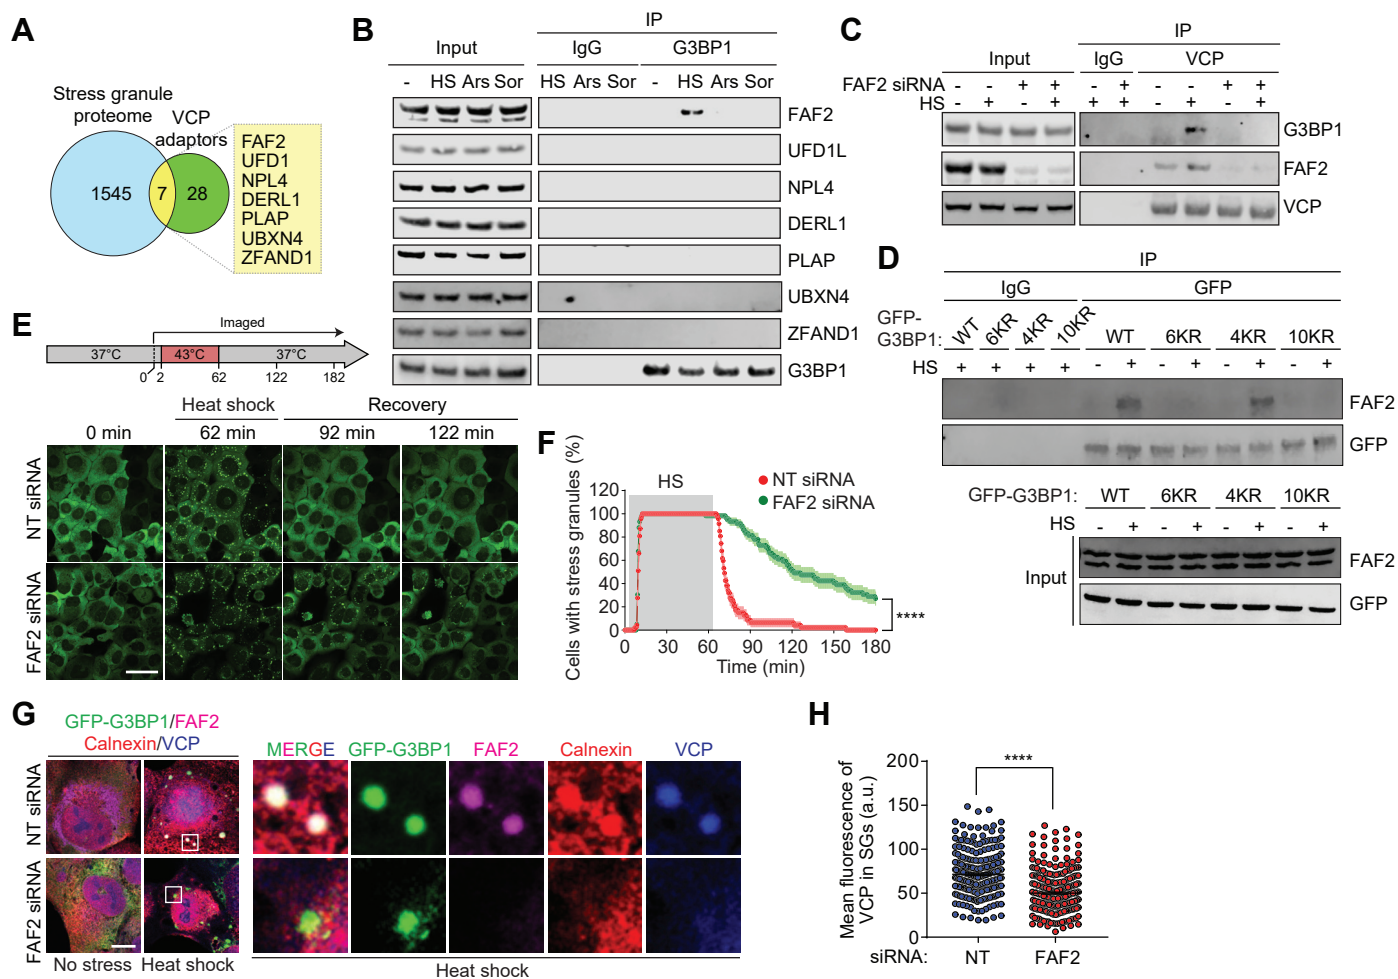 A
Stress granule
proteome
VCP
adaptors
1545
7
28
FAF2
UFD1
NPL4
DERL1
PLAP
UBXN4
ZFAND1
B
IP
Input
IgG
G3BP1
- HS Ars Sor
HS Ars Sor
- HS Ars Sor
FAF2
UFD1L
NPL4
DERL1
PLAP
UBXN4
ZFAND1
G3BP1
C
IP
Input
IgG
VCP
FAF2 siRNA - - + + - + - - + +
HS - + - + + + - + - +
G3BP1
FAF2
VCP
D
IP
IgG
GFP
GFP-
G3BP1:
WT 6KR 4KR 10KR
WT 6KR 4KR 10KR
HS + + + + - + - + - + - +
FAF2
GFP
GFP-G3BP1: WT 6KR 4KR 10KR
HS - + - + - + - +
Input
FAF2
GFP
E
Imaged
37°C 43°C 37°C
0 2 62 122 182
Heat shock
Recovery
0 min 62 min 92 min 122 min
NT siRNA
FAF2 siRNA
F
HS
NT siRNA
FAF2 siRNA
Cells with stress granules (%)
120
100
80
60
40
20
0
0 30 60 90 120 150 180
Time (min)
****
G
GFP-G3BP1/FAF2
Calnexin/VCP
MERGE GFP-G3BP1 FAF2 Calnexin VCP
NT siRNA
FAF2 siRNA
No stress Heat shock
Heat shock
H
Mean fluorescence of
VCP in SGs (a.u.)
200
150
100
50
0
****
siRNA: NT FAF2